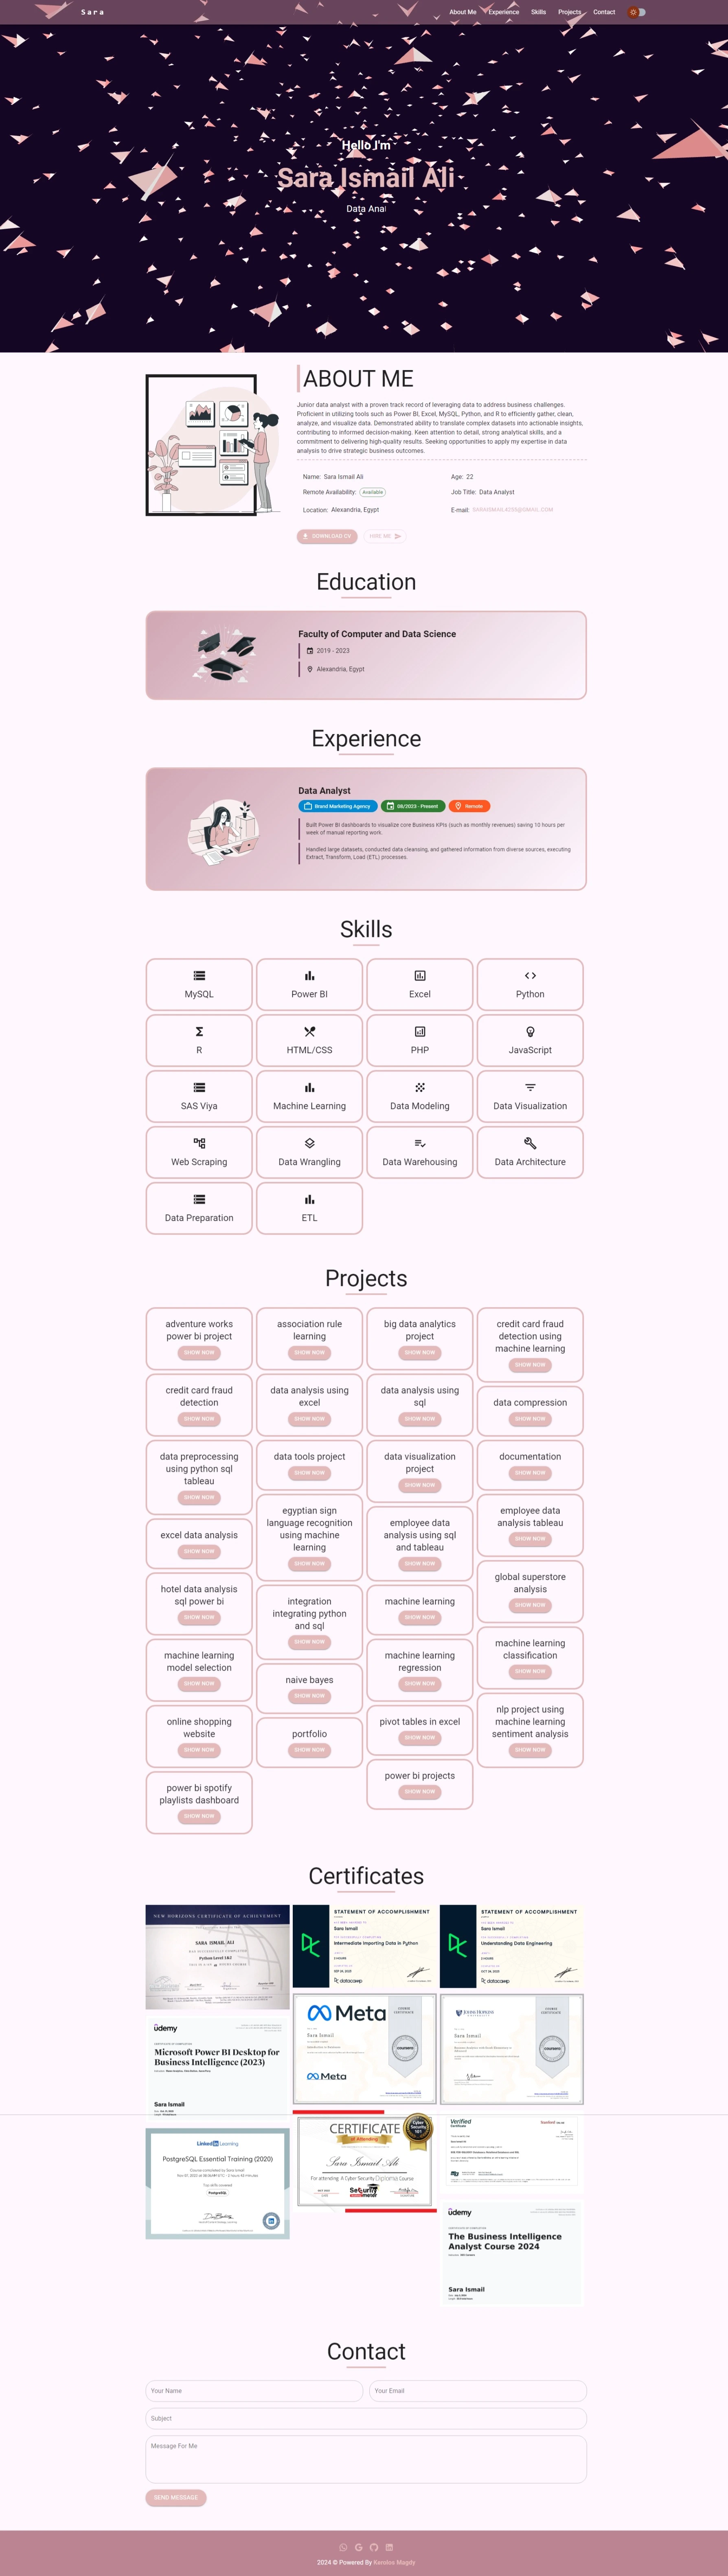 Sara
About Me
Experience
Skills
Projects
Contact
Hello I'm
Sara Ismail Ali
Data Anal
ABOUT ME
Junior data analyst with a proven track record of leveraging data to address business challenges.
Proficient in utilizing tools such as Power BI, Excel, MySQL, Python, and R to efficiently gather, clean,
analyze, and visualize data. Demonstrated ability to translate complex datasets into actionable insights,
contributing to informed decision-making. Keen attention to detail, strong analytical skills, and a
commitment to delivering high-quality results. Seeking opportunities to apply my expertise in data
analysis to drive strategic business outcomes.
Name: Sara Ismail Ali
Age: 22
Remote Availability: Available
Job Title: Data Analyst
Location: Alexandria, Egypt
E-mail:
DOWNLOAD CV
HIRE ME
Education
Faculty of Computer and Data Science
2019 - 2023
Alexandria, Egypt
Experience
Data Analyst
Brand Marketing Agency
08/2023 - Present
Remote
Built Power BI dashboards to visualize core Business KPIs (such as monthly revenues) saving 10 hours per
week of manual reporting work.
Handled large datasets, conducted data cleansing, and gathered information from diverse sources, executing
Extract, Transform, Load (ETL) processes.
Skills
MySQL
Power BI
Excel
Python
R
HTML/CSS
PHP
JavaScript
SAS Viya
Machine Learning
Data Modeling
Data Visualization
Web Scraping
Data Wrangling
Data Warehousing
Data Architecture
Data Preparation
ETL
Projects
adventure works
power bi project
SHOW NOW
association rule
learning
SHOW NOW
big data analytics
project
SHOW NOW
credit card fraud
detection using
machine learning
SHOW NOW
credit card fraud
detection
SHOW NOW
data analysis using
excel
SHOW NOW
data analysis using
sql
SHOW NOW
data compression
SHOW NOW
data preprocessing
using python sql
tableau
SHOW NOW
data tools project
SHOW NOW
data visualization
project
SHOW NOW
documentation
SHOW NOW
excel data analysis
SHOW NOW
egyptian sign
language recognition
using machine
learning
SHOW NOW
employee data
analysis using sql
and tableau
SHOW NOW
employee data
analysis tableau
SHOW NOW
hotel data analysis
sql power bi
SHOW NOW
integration
integrating python
and sql
SHOW NOW
machine learning
SHOW NOW
global superstore
analysis
SHOW NOW
machine learning
model selection
SHOW NOW
naive bayes
SHOW NOW
machine learning
regression
SHOW NOW
machine learning
classification
SHOW NOW
online shopping
website
SHOW NOW
portfolio
SHOW NOW
pivot tables in excel
SHOW NOW
nlp project using
machine learning
sentiment analysis
SHOW NOW
power bi spotify
playlists dashboard
SHOW NOW
power bi projects
SHOW NOW
Certificates
NEW HORIZONS CERTIFICATE OF ACHIEVEMENT
SARA ISMAIL ALI
STATEMENT OF ACCOMPLISHMENT
Sara Ismail
Intermediate Importing Data in Python
datacamp
STATEMENT OF ACCOMPLISHMENT
Sara Ismail
Understanding Data Engineering
datacamp
udemy
Microsoft Power BI Desktop for
Business Intelligence (2023)
Sara Ismail
Meta
Sara Ismail
COURSE
CERTIFICATE
coursera
Meta
JOHNS HOPKINS
Sara Ismail
COURSE
CERTIFICATE
coursera
LinkedIn Learning
PostgreSQL Essential Training (2020)
PostgreSQL
CERTIFICATE
of Attending
Sara Ismail Ali
For attending A Cyber Security Diploma Course
Cyber
Security
101
Verified
Certificate
udemy
The Business Intelligence
Analyst Course 2024
Sara Ismail
Contact
Your Name
Your Email
Subject
Message For Me
SEND MESSAGE
2024 © Powered By Kerolos Magdy